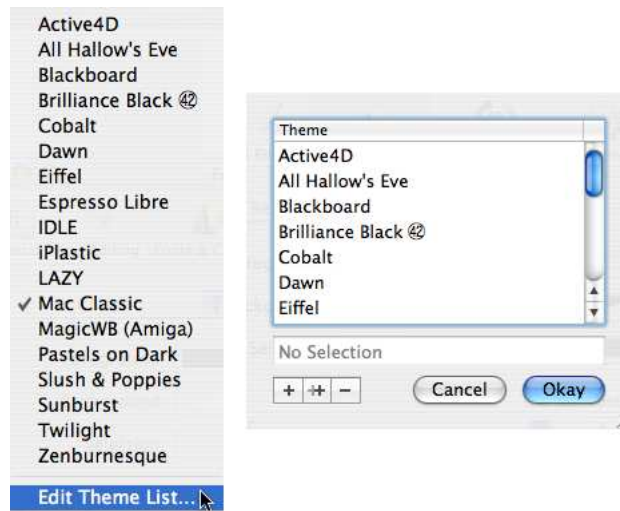 Active4D
All Hallow's Eve
Blackboard
Brilliance Black ㊷
Cobalt
Dawn
Eiffel
Espresso Libre
IDLE
iPlastic
LAZY
✓ Mac Classic
MagicWB (Amiga)
Pastels on Dark
Slush & Poppies
Sunburst
Twilight
Zenburnesque
Edit Theme List...
Theme
Active4D
All Hallow's Eve
Blackboard
Brilliance Black ㊷
Cobalt
Dawn
Eiffel
No Selection
+ ++ −
Cancel
Okay